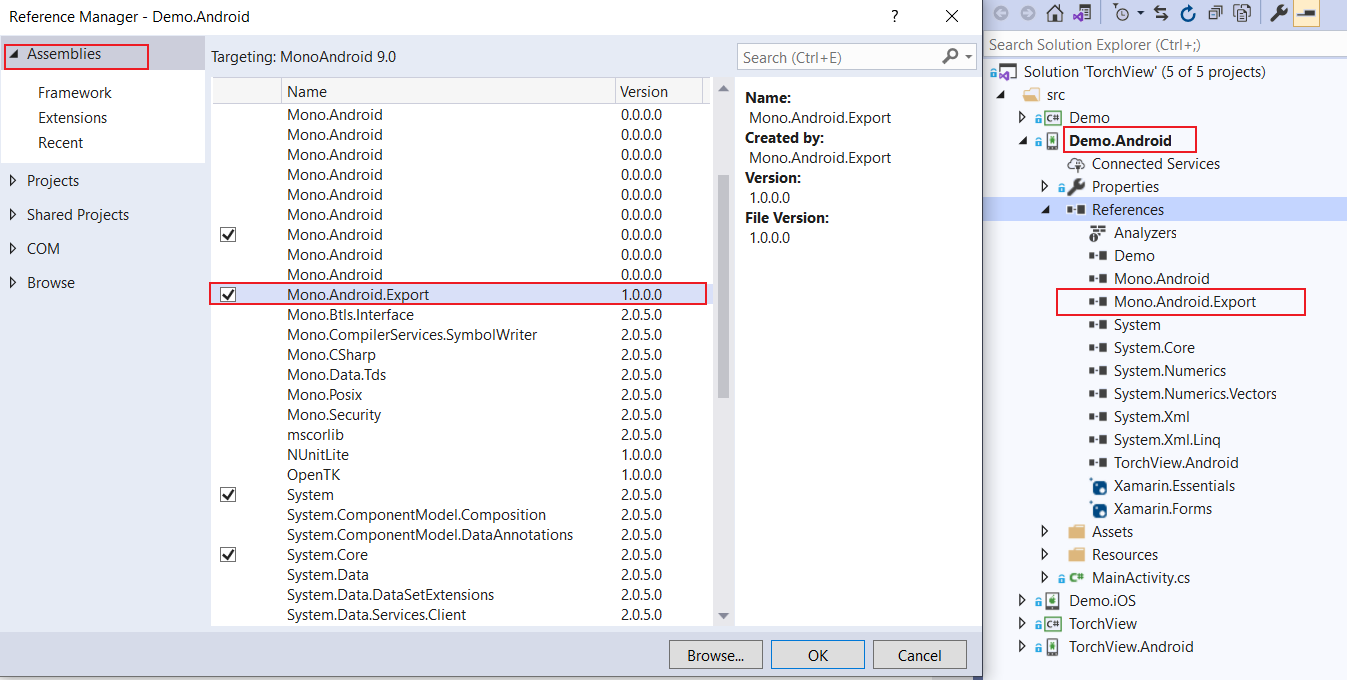 Reference Manager - Demo.Android
?
Assemblies
Framework
Extensions
Recent
Projects
Shared Projects
COM
Browse
Targeting: MonoAndroid 9.0
Search (Ctrl+E)
Name Version
Mono.Android 0.0.0.0
Mono.Android 0.0.0.0
Mono.Android 0.0.0.0
Mono.Android 0.0.0.0
Mono.Android 0.0.0.0
Mono.Android 0.0.0.0
Mono.Android 0.0.0.0
Mono.Android 0.0.0.0
Mono.Android 0.0.0.0
Mono.Android.Export 1.0.0.0
Mono.Btls.Interface 2.0.5.0
Mono.CompilerServices.SymbolWriter 2.0.5.0
Mono.CSharp 2.0.5.0
Mono.Data.Tds 2.0.5.0
Mono.Posix 2.0.5.0
Mono.Security 2.0.5.0
mscorlib 2.0.5.0
NUnitLite 1.0.0.0
OpenTK 1.0.0.0
System 2.0.5.0
System.ComponentModel.Composition 2.0.5.0
System.ComponentModel.DataAnnotations 2.0.5.0
System.Core 2.0.5.0
System.Data 2.0.5.0
System.Data.DataSetExtensions 2.0.5.0
System.Data.Services.Client 2.0.5.0
Name:
Mono.Android.Export
Created by:
Mono.Android.Export
Version:
1.0.0.0
File Version:
1.0.0.0
Browse...
OK
Cancel
Search Solution Explorer (Ctrl+;)
Solution 'TorchView' (5 of 5 projects)
src
C# Demo
Demo.Android
Connected Services
Properties
References
Analyzers
Demo
Mono.Android
Mono.Android.Export
System
System.Core
System.Numerics
System.Numerics.Vectors
System.Xml
System.Xml.Linq
TorchView.Android
Xamarin.Essentials
Xamarin.Forms
Assets
Resources
C# MainActivity.cs
Demo.iOS
C# TorchView
TorchView.Android